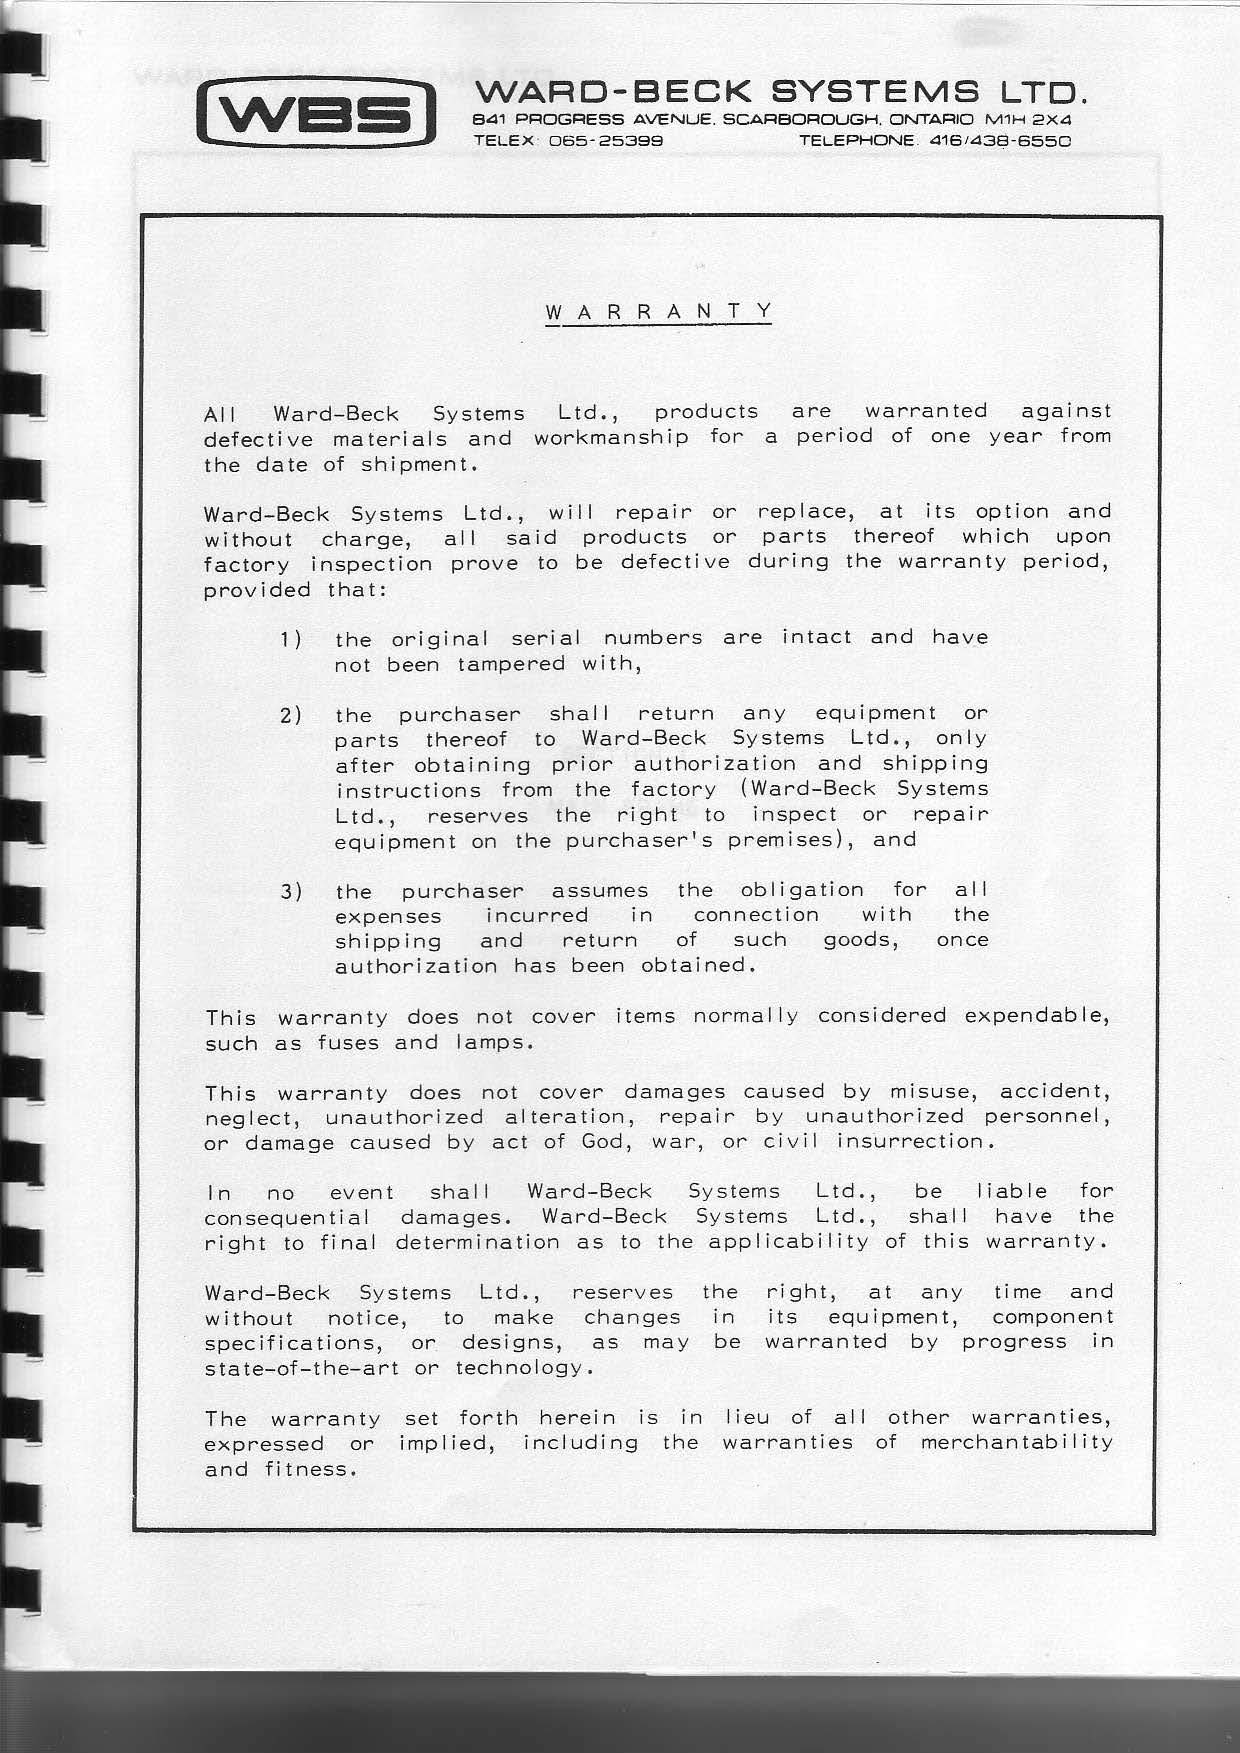 WBS
WARD-BECK SYSTEMS LTD.
841 PROGRESS AVENUE, SCARBOROUGH, ONTARIO M1H 2X4
TELEX: 065-25399 TELEPHONE: 416/438-6550
WARRANTY
All Ward-Beck Systems Ltd., products are warranted against
defective materials and workmanship for a period of one year from
the date of shipment.
Ward-Beck Systems Ltd., will repair or replace, at its option and
without charge, all said products or parts thereof which upon
factory inspection prove to be defective during the warranty period,
provided that:
1) the original serial numbers are intact and have
not been tampered with,
2) the purchaser shall return any equipment or
parts thereof to Ward-Beck Systems Ltd., only
after obtaining prior authorization and shipping
instructions from the factory (Ward-Beck Systems
Ltd., reserves the right to inspect or repair
equipment on the purchaser's premises), and
3) the purchaser assumes the obligation for all
expenses incurred in connection with the
shipping and return of such goods, once
authorization has been obtained.
This warranty does not cover items normally considered expendable,
such as fuses and lamps.
This warranty does not cover damages caused by misuse, accident,
neglect, unauthorized alteration, repair by unauthorized personnel,
or damage caused by act of God, war, or civil insurrection.
In no event shall Ward-Beck Systems Ltd., be liable for
consequential damages. Ward-Beck Systems Ltd., shall have the
right to final determination as to the applicability of this warranty.
Ward-Beck Systems Ltd., reserves the right, at any time and
without notice, to make changes in its equipment, component
specifications, or designs, as may be warranted by progress in
state-of-the-art or technology.
The warranty set forth herein is in lieu of all other warranties,
expressed or implied, including the warranties of merchantability
and fitness.